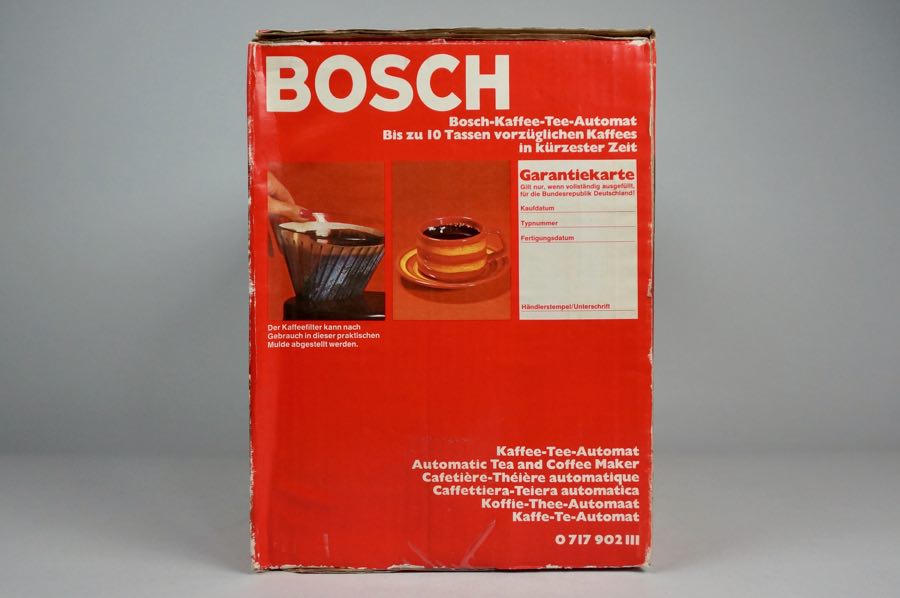 BOSCH
Bosch-Kaffee-Tee-Automat
Bis zu 10 Tassen vorzüglichen Kaffees
in kürzester Zeit
Garantiekarte
Gilt nur, wenn vollständig ausgefüllt,
für die Bundesrepublik Deutschland!
Kaufdatum
Typnummer
Fertigungsdatum
Händlerstempel/Unterschrift
Der Kaffeefilter kann nach
Gebrauch in dieser praktischen
Mulde abgestellt werden.
Kaffee-Tee-Automat
Automatic Tea and Coffee Maker
Cafetière-Théière automatique
Caffettiera-Teiera automatica
Koffie-Thee-Automaat
Kaffe-Te-Automat
0 717 902 111